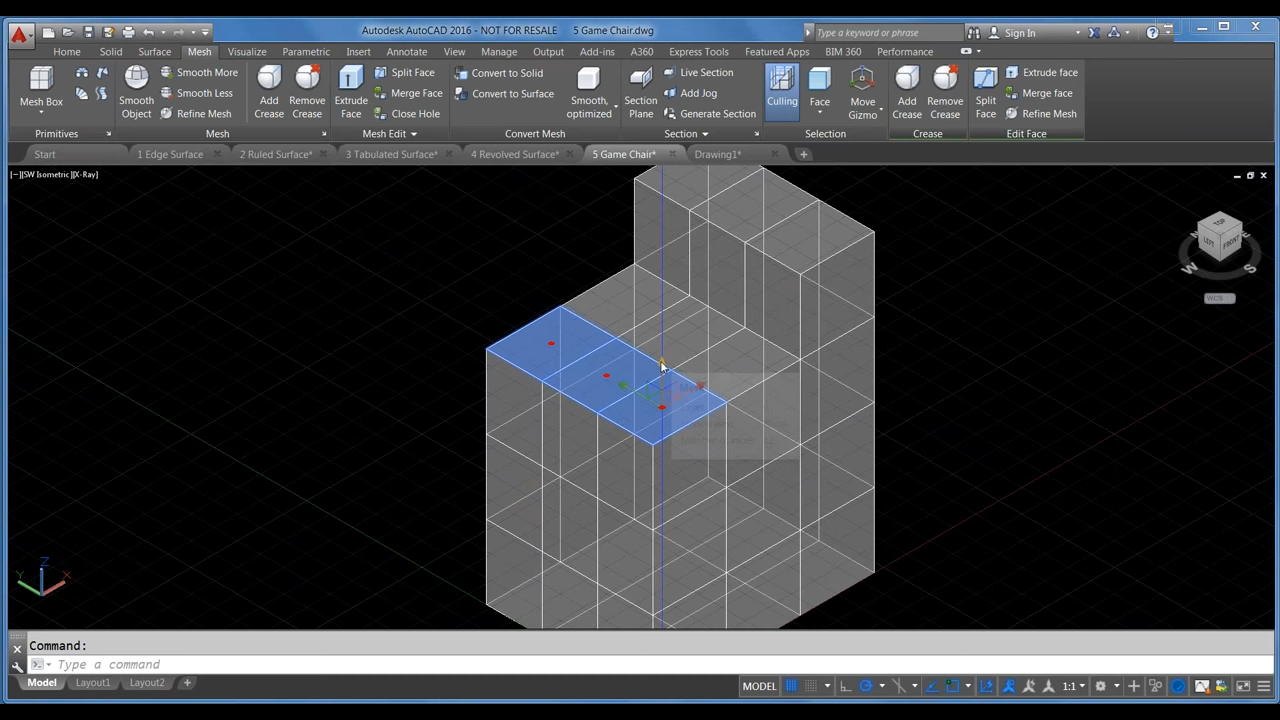 Autodesk AutoCAD 2016 - NOT FOR RESALE 5 Game Chair.dwg
Type a keyword or phrase
Sign In
Home Solid Surface Mesh Visualize Parametric Insert Annotate View Manage Output Add-ins A360 Express Tools Featured Apps BIM 360 Performance
Mesh Box
Smooth Object
Smooth More
Smooth Less
Refine Mesh
Add Crease
Remove Crease
Extrude Face
Split Face
Merge Face
Close Hole
Convert to Solid
Convert to Surface
Smooth, optimized
Section Plane
Live Section
Add Jog
Generate Section
Culling
Face
Move Gizmo
Add Crease
Remove Crease
Split Face
Extrude face
Merge face
Refine Mesh
Primitives Mesh Mesh Edit Convert Mesh Section Selection Crease Edit Face
Start 1 Edge Surface 2 Ruled Surface* 3 Tabulated Surface* 4 Revolved Surface* 5 Game Chair* Drawing1*
[−][SW Isometric][X-Ray]
TOP
LEFT FRONT
W S
WCS
Z
Y X
Command:
Type a command
Model Layout1 Layout2
MODEL 1:1